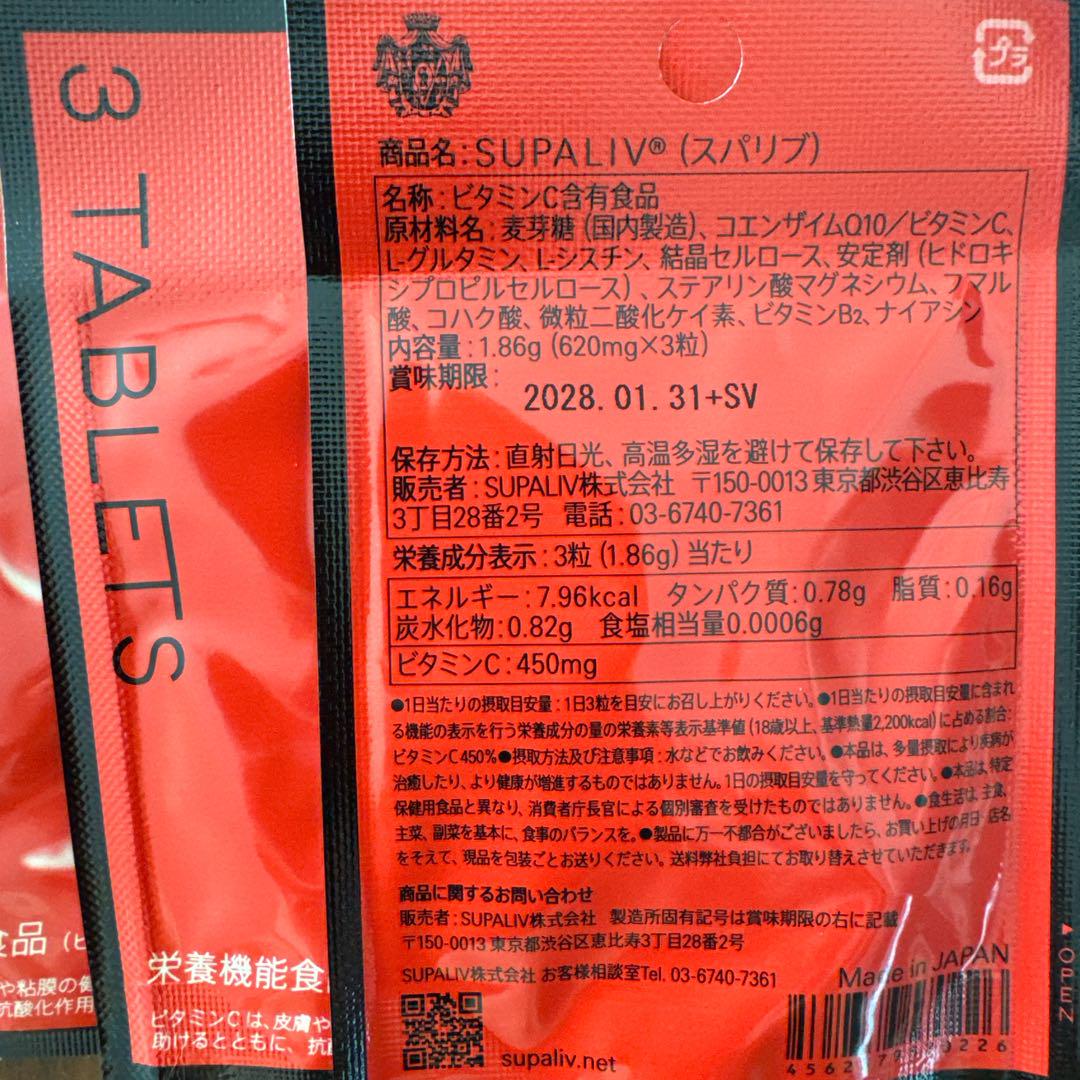 3 TABLETS
食品
や粘膜の健
抗酸化作用
栄養機能食
ビタミンCは、皮膚や
助けるとともに、抗
プラ
商品名:SUPALIV®(スパリブ)
名称:ビタミンC含有食品
原材料名:麦芽糖(国内製造)、コエンザイムQ10/ビタミンC、
L-グルタミン、L-シスチン、結晶セルロース、安定剤(ヒドロキ
シプロピルセルロース)、ステアリン酸マグネシウム、フマル
酸、コハク酸、微粒二酸化ケイ素、ビタミンB2、ナイアシン
内容量:1.86g(620mg×3粒)
賞味期限:
2028.01.31+SV
保存方法:直射日光、高温多湿を避けて保存して下さい。
販売者:SUPALIV株式会社 〒150-0013 東京都渋谷区恵比寿
3丁目28番2号 電話:03-6740-7361
栄養成分表示:3粒(1.86g)当たり
エネルギー:7.96kcal タンパク質:0.78g 脂質:0.16g
炭水化物:0.82g 食塩相当量0.0006g
ビタミンC:450mg
●1日当たりの摂取目安量:1日3粒を目安にお召し上がりください。●1日当たりの摂取目安量に含まれ
る機能の表示を行う栄養成分の量の栄養素等表示基準値(18歳以上、基準熱量2,200kcal)に占める割合:
ビタミンC450%●摂取方法及び注意事項:水などでお飲みください。●本品は、多量摂取により疾病が
治癒したり、より健康が増進するものではありません。1日の摂取目安量を守ってください。●本品は、特定
保健用食品と異なり、消費者庁長官による個別審査を受けたものではありません。●食生活は、主食、
主菜、副菜を基本に、食事のバランスを。●製品に万一不都合がございましたら、お買い上げの月日・店名
をそえて、現品を包装ごとお送りください。送料弊社負担にてお取り替えさせていただきます。
商品に関するお問い合わせ
販売者:SUPALIV株式会社 製造所固有記号は賞味期限の右に記載
〒150-0013 東京都渋谷区恵比寿3丁目28番2号
SUPALIV株式会社 お客様相談室Tel. 03-6740-7361
Made in JAPAN
supaliv.net
OPEN